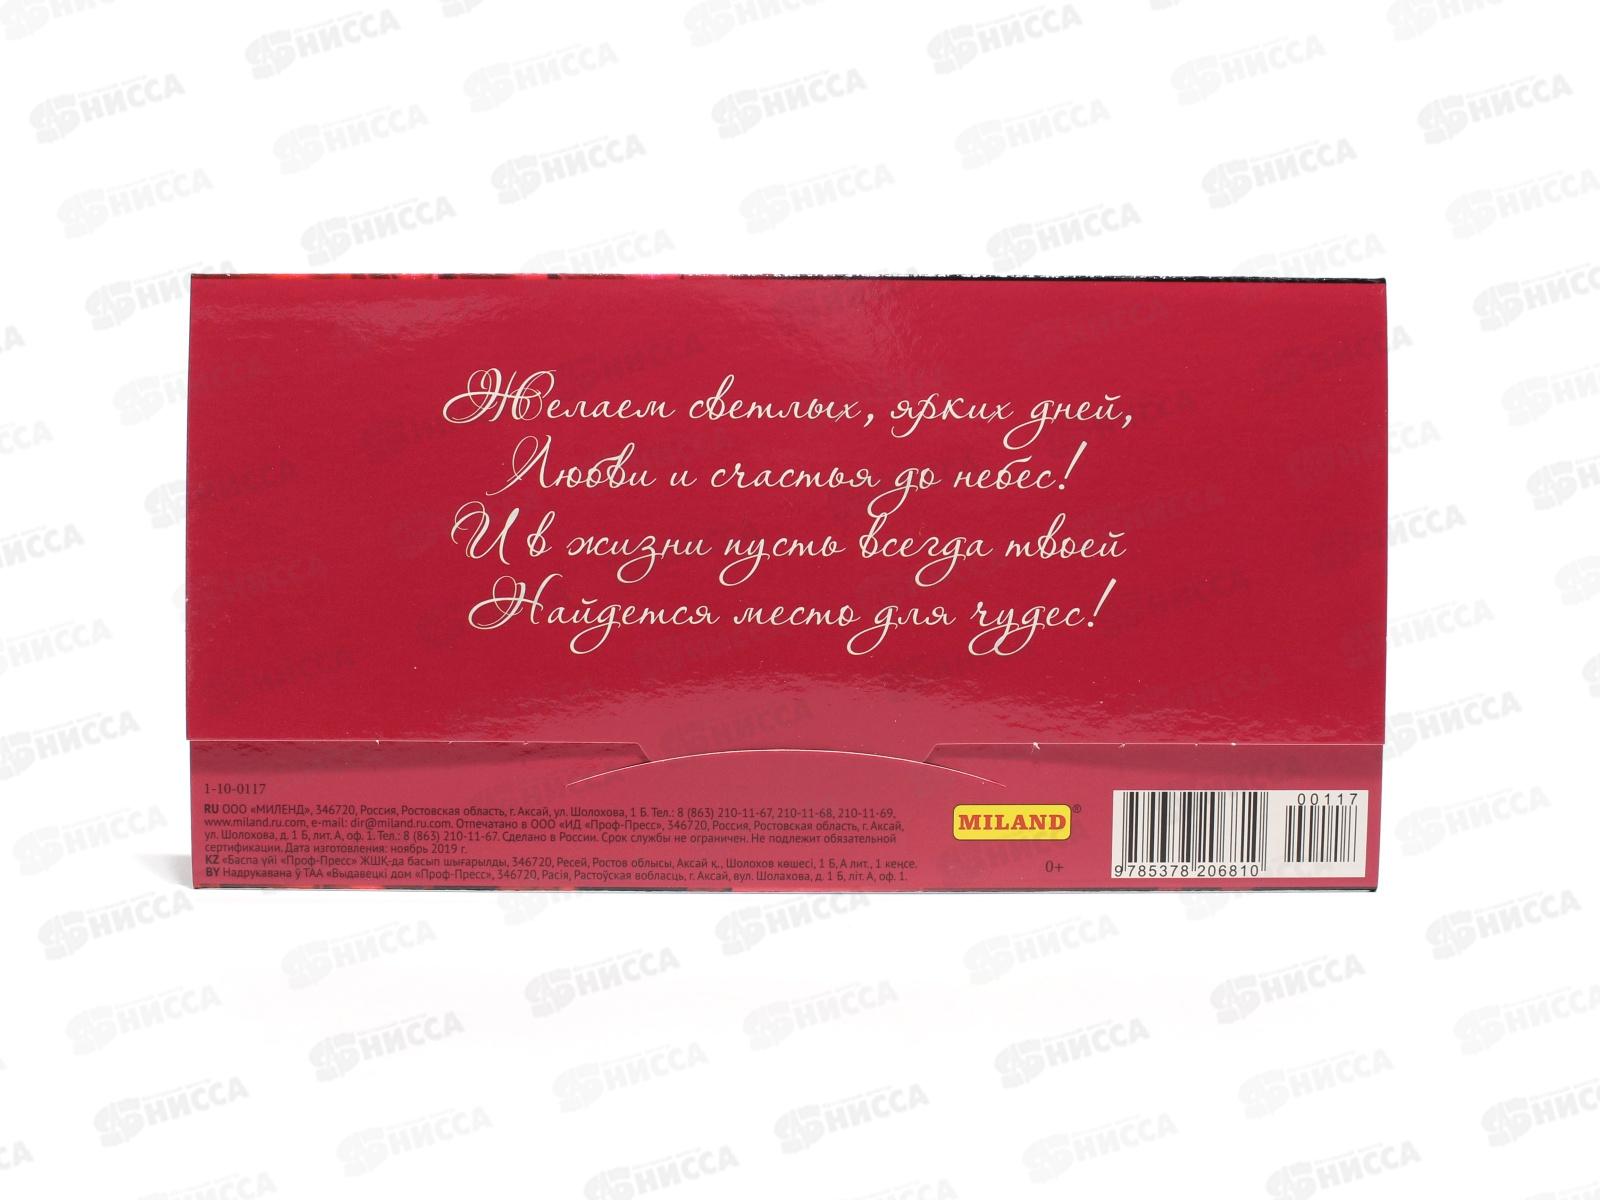 Желаем светлых, ярких дней,
Любви и счастья до небес!
И в жизни пусть всегда твоей
Найдется место для чудес!
1-10-0117
RU ООО «МИЛЕНД», 346720, Россия, Ростовская область, г. Аксай, ул. Шолохова, 1 Б. Тел.: 8 (863) 210-11-67, 210-11-68, 210-11-69,
www.miland.ru.com, e-mail: dir@miland.ru.com. Отпечатано в ООО «ИД «Проф-Пресс», 346720, Россия, Ростовская область, г. Аксай,
ул. Шолохова, д. 1 Б, лит. А, оф. 1. Тел.: 8 (863) 210-11-67. Сделано в России. Срок службы не ограничен. Не подлежит обязательной
сертификации. Дата изготовления: ноябрь 2019 г.
KZ «Баспа үйі «Проф-Пресс» ЖШҚ-да басып шығарылды, 346720, Ресей, Ростов облысы, Аксай қ., Шолохов көшесі, 1 Б, А лит., 1 кеңсе.
BY Надрукавана ў ТАА «Выдавецкі дом «Проф-Пресс», 346720, Расія, Растоўская вобласць, г. Аксай, вул. Шолахава, д. 1 Б, літ. А, оф. 1.
MILAND®
0+
00117
9 785378 206810
НИССА